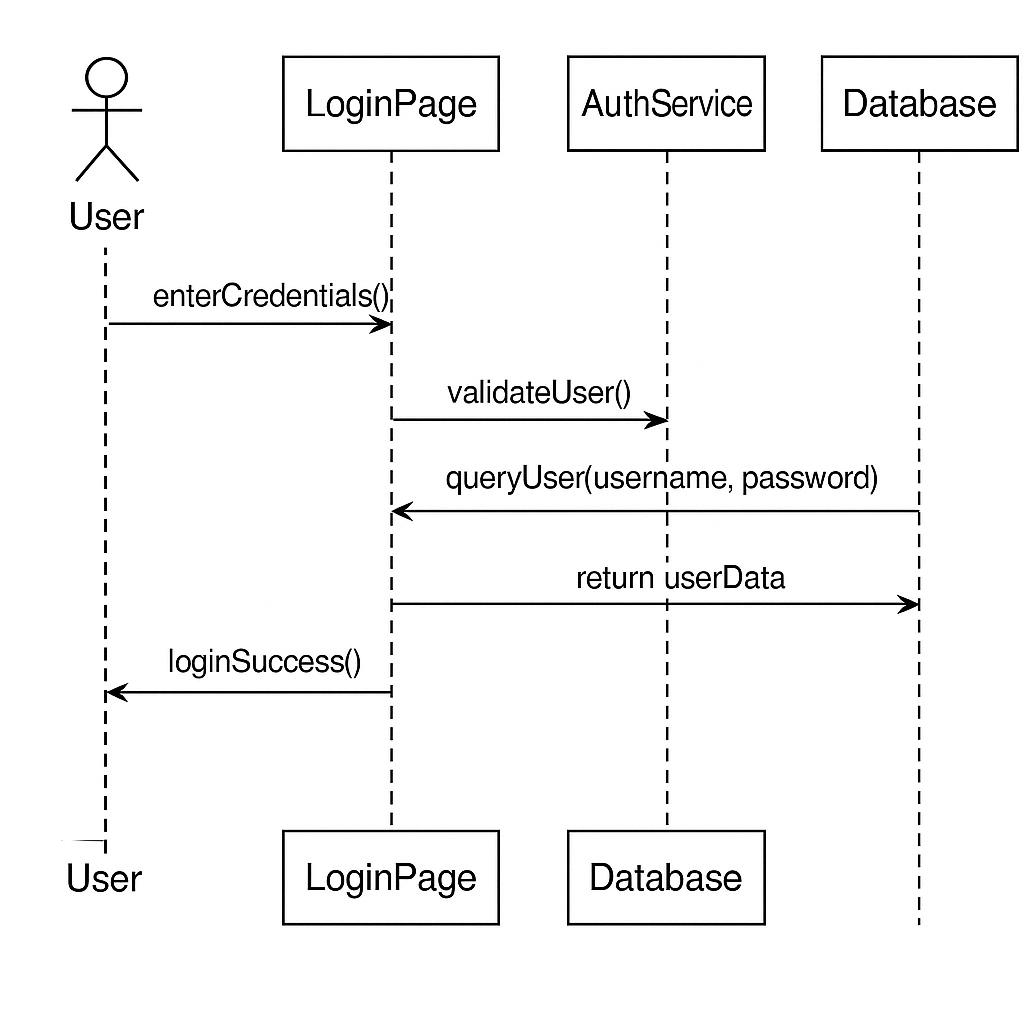 LoginPage
AuthService
Database
User
enterCredentials()
validateUser()
queryUser(username, password)
return userData
loginSuccess()
User
LoginPage
Database